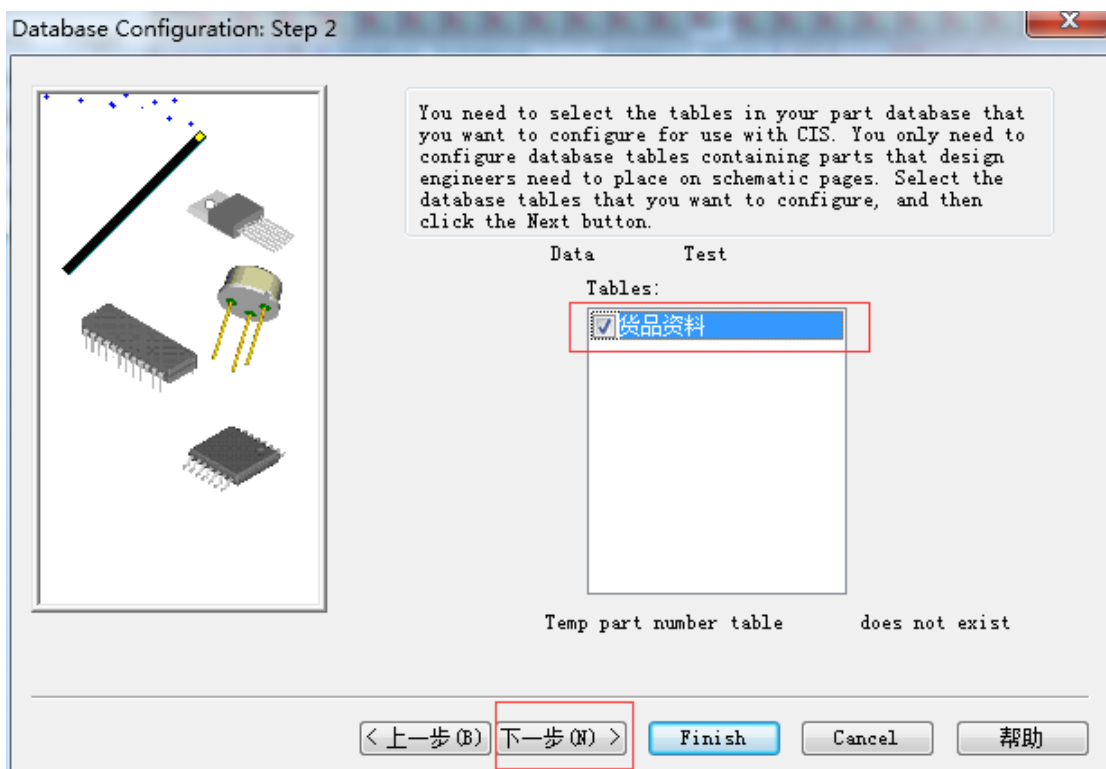 Database Configuration: Step 2
You need to select the tables in your part database that
you want to configure for use with CIS. You only need to
configure database tables containing parts that design
engineers need to place on schematic pages. Select the
database tables that you want to configure, and then
click the Next button.
Data Test
Tables:
货品资料
Temp part number table does not exist
< 上一步(B) 下一步(N) > Finish Cancel 帮助